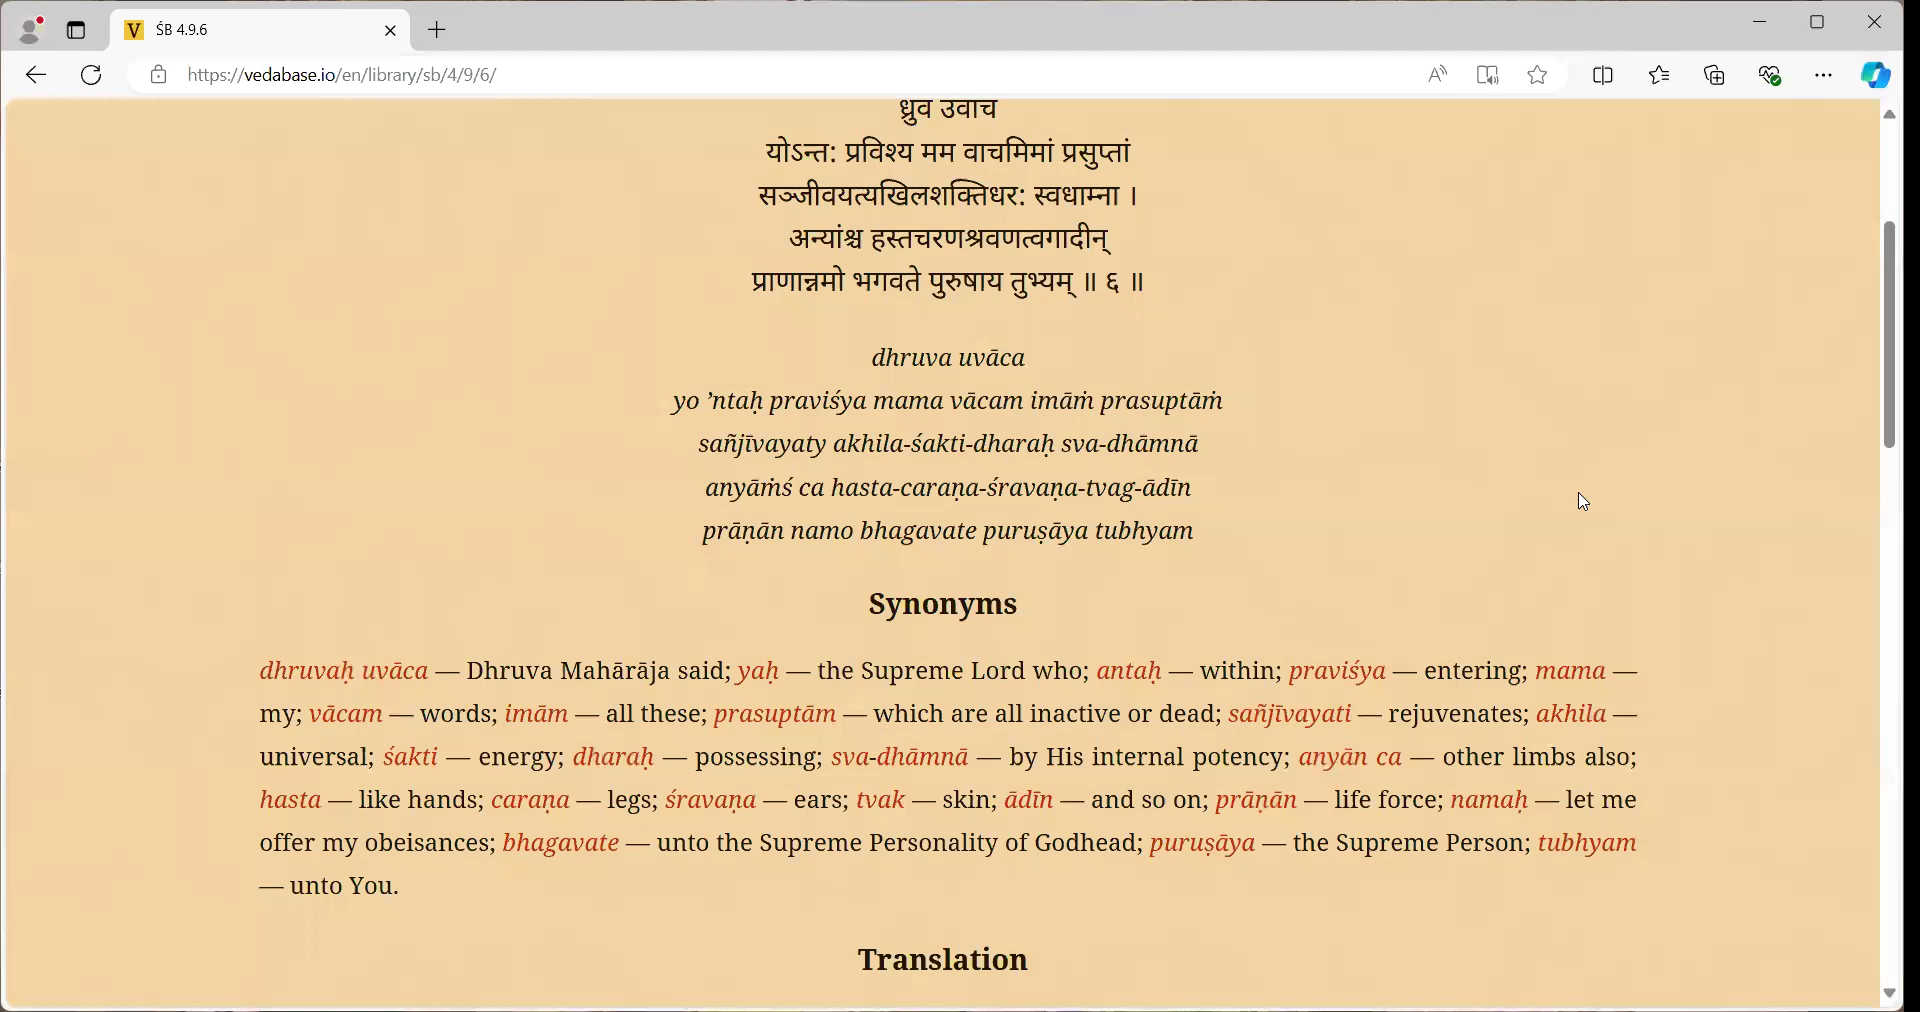 ŚB 4.9.6
https://vedabase.io/en/library/sb/4/9/6/
ध्रुव उवाच
योऽन्त: प्रविश्य मम वाचमिमां प्रसुप्तां
सञ्जीवयत्यखिलशक्तिधर: स्वधाम्ना ।
अन्यांश्च हस्तचरणश्रवणत्वगादीन्
प्राणान्नमो भगवते पुरुषाय तुभ्यम् ॥ ६ ॥
dhruva uvāca
yo ’ntaḥ praviśya mama vācam imāṁ prasuptāṁ
sañjīvayaty akhila-śakti-dharaḥ sva-dhāmnā
anyāṁś ca hasta-caraṇa-śravaṇa-tvag-ādīn
prāṇān namo bhagavate puruṣāya tubhyam
Synonyms
dhruvaḥ uvāca — Dhruva Mahārāja said; yaḥ — the Supreme Lord who; antaḥ — within; praviśya — entering; mama —
my; vācam — words; imām — all these; prasuptām — which are all inactive or dead; sañjīvayati — rejuvenates; akhila —
universal; śakti — energy; dharaḥ — possessing; sva-dhāmnā — by His internal potency; anyān ca — other limbs also;
hasta — like hands; caraṇa — legs; śravaṇa — ears; tvak — skin; ādīn — and so on; prāṇān — life force; namaḥ — let me
offer my obeisances; bhagavate — unto the Supreme Personality of Godhead; puruṣāya — the Supreme Person; tubhyam
— unto You.
Translation